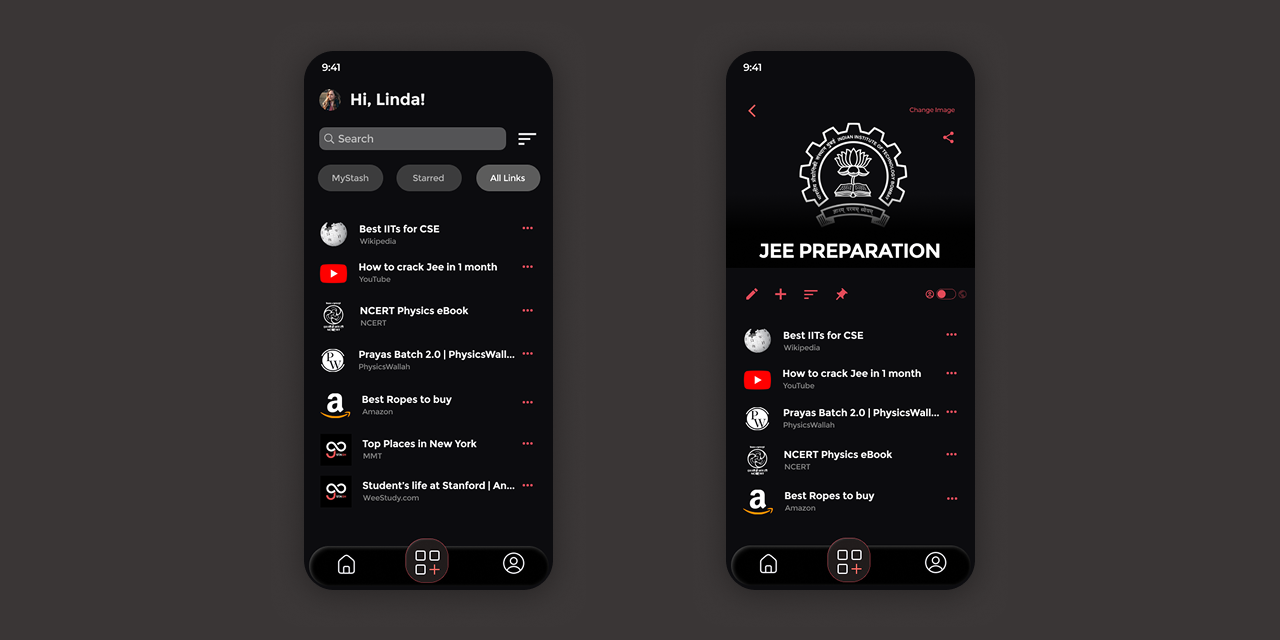 9:41
Hi, Linda!
Search
MyStash
Starred
All Links
Best IITs for CSE
Wikipedia
How to crack Jee in 1 month
YouTube
NCERT Physics eBook
NCERT
Prayas Batch 2.0 | PhysicsWall...
PhysicsWallah
Best Ropes to buy
Amazon
Top Places in New York
MMT
Student's life at Stanford | An...
WeeStudy.com
9:41
Change Image
INDIAN INSTITUTE OF TECHNOLOGY BOMBAY
ज्ञानम् परमम् ध्येयम्
JEE PREPARATION
Best IITs for CSE
Wikipedia
How to crack Jee in 1 month
YouTube
Prayas Batch 2.0 | PhysicsWall...
PhysicsWallah
NCERT Physics eBook
NCERT
Best Ropes to buy
Amazon